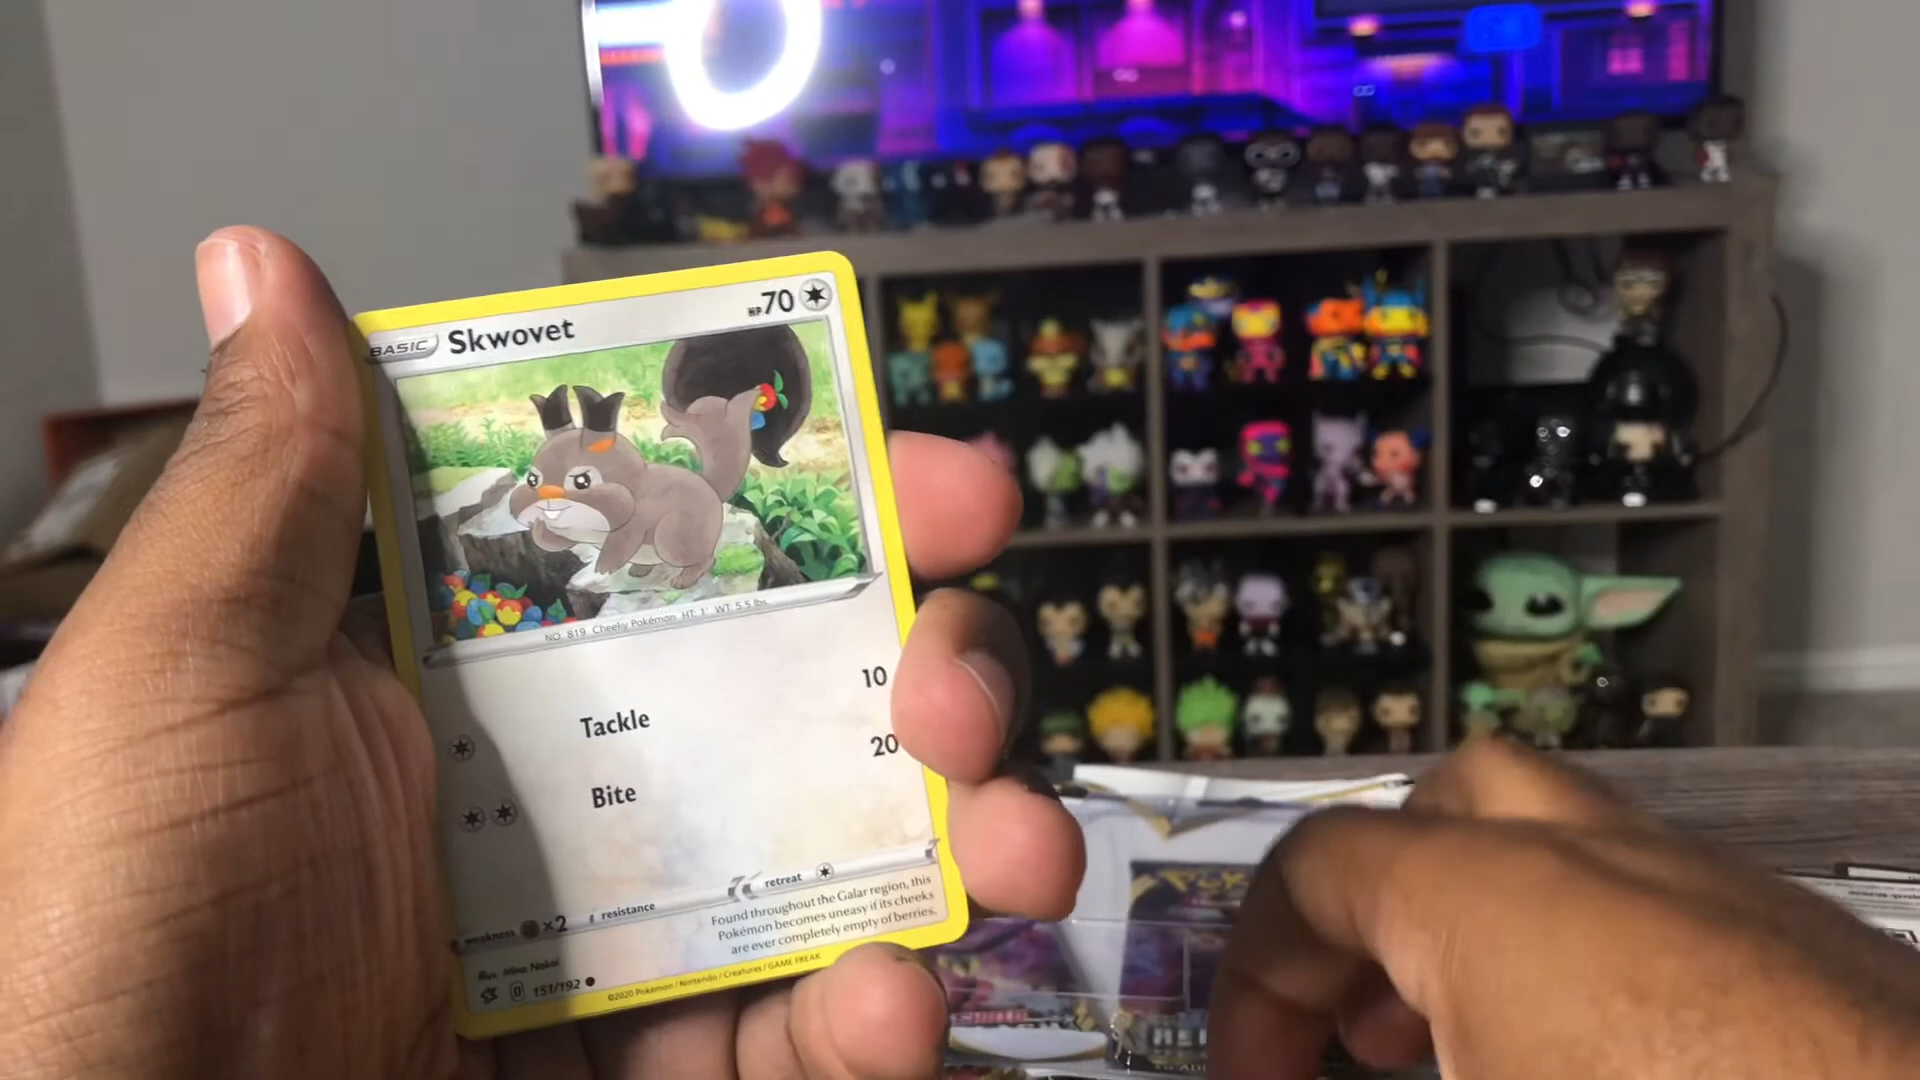 BASIC Skwovet HP 70
NO. 819 Cheeky Pokémon HT: 1' WT: 5.5 lbs.
Tackle 10
Bite 20
weakness ×2 resistance retreat
Found throughout the Galar region, this
Pokémon becomes uneasy if its cheeks
are ever completely empty of berries.
Illus. Mina Nakai
D 151/192 ●
©2020 Pokémon / Nintendo / Creatures / GAME FREAK